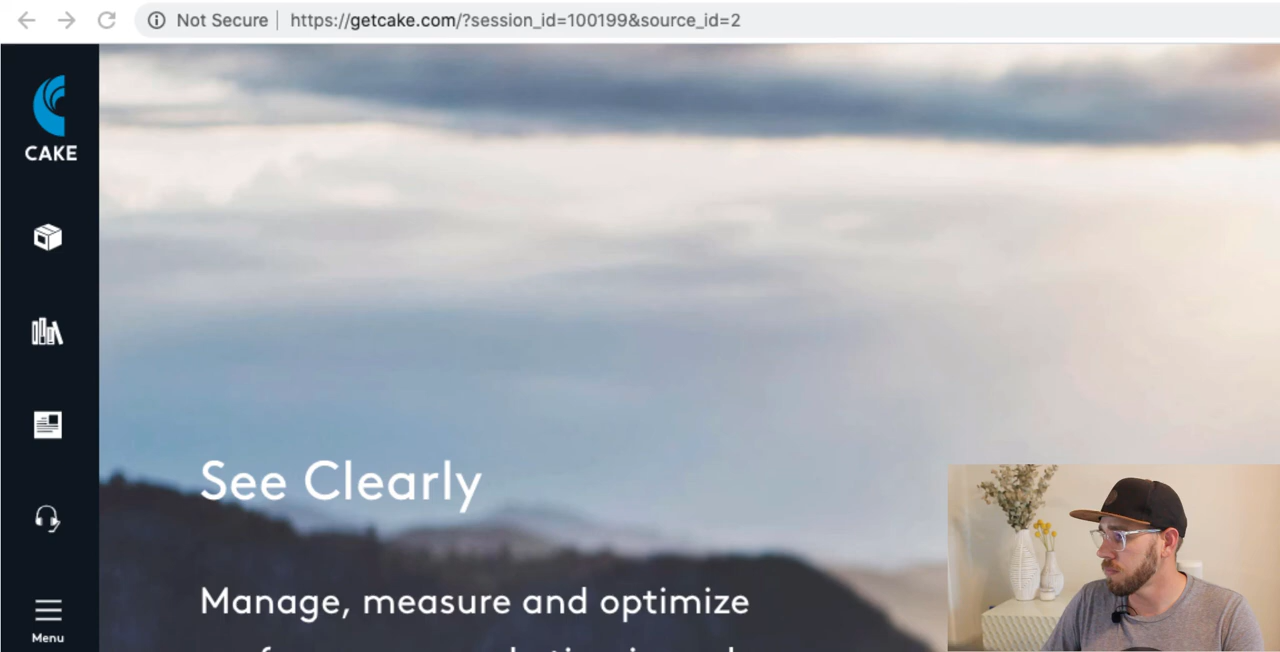 Not Secure | https://getcake.com/?session_id=100199&source_id=2
CAKE
See Clearly
Manage, measure and optimize
Menu